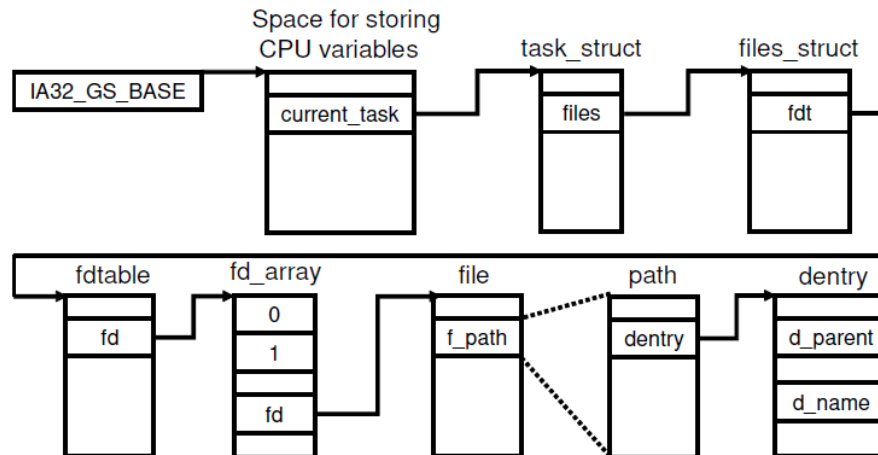 Space for storing
CPU variables
task_struct
files_struct
IA32_GS_BASE
current_task
files
fdt
fdtable
fd_array
file
path
dentry
0
fd
f_path
dentry
d_parent
1
fd
d_name